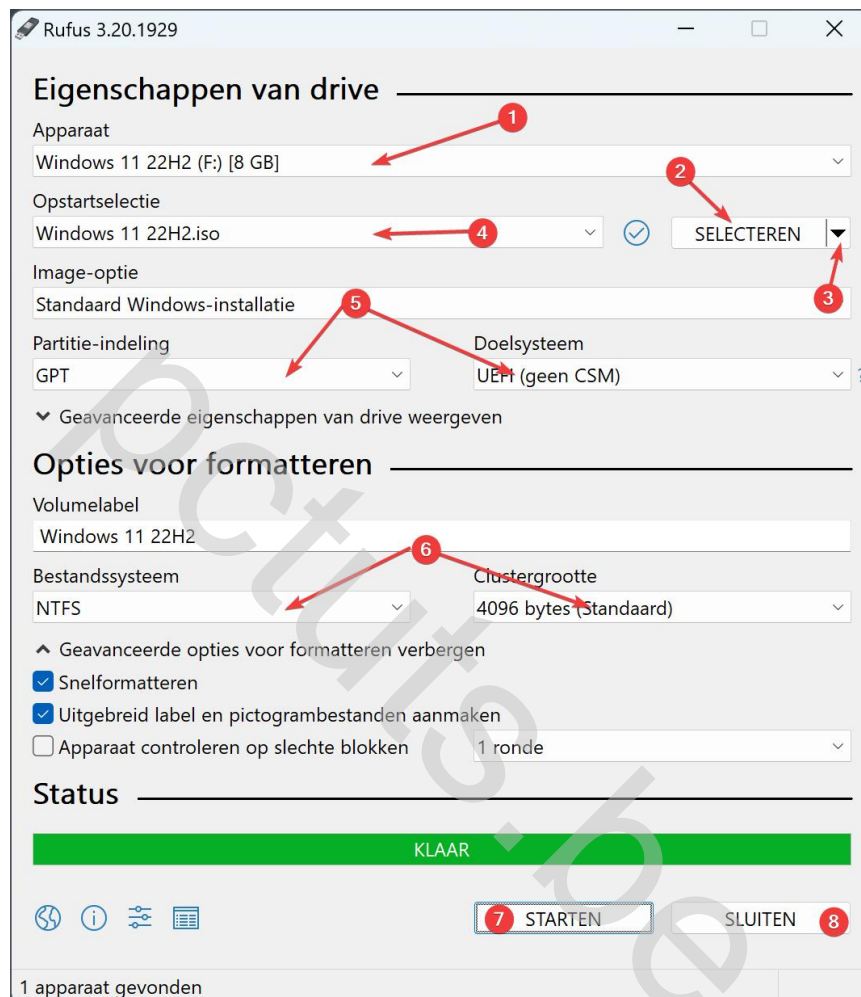 Rufus 3.20.1929
Eigenschappen van drive
1
Apparaat
Windows 11 22H2 (F:) [8 GB]
2
Opstartselectie
Windows 11 22H2.iso
4
SELECTEREN
Image-optie
3
Standaard Windows-installatie
5
Partitie-indeling
Doelsysteem
GPT
UEFI (geen CSM)
?
Geavanceerde eigenschappen van drive weergeven
Opties voor formatteren
Volumelabel
Windows 11 22H2
6
Bestandssysteem
Clustergrootte
NTFS
4096 bytes (Standaard)
Geavanceerde opties voor formatteren verbergen
Snelformatteren
Uitgebreid label en pictogrambestanden aanmaken
Apparaat controleren op slechte blokken
1 ronde
Status
KLAAR
7 STARTEN
SLUITEN 8
1 apparaat gevonden
pctuts.be